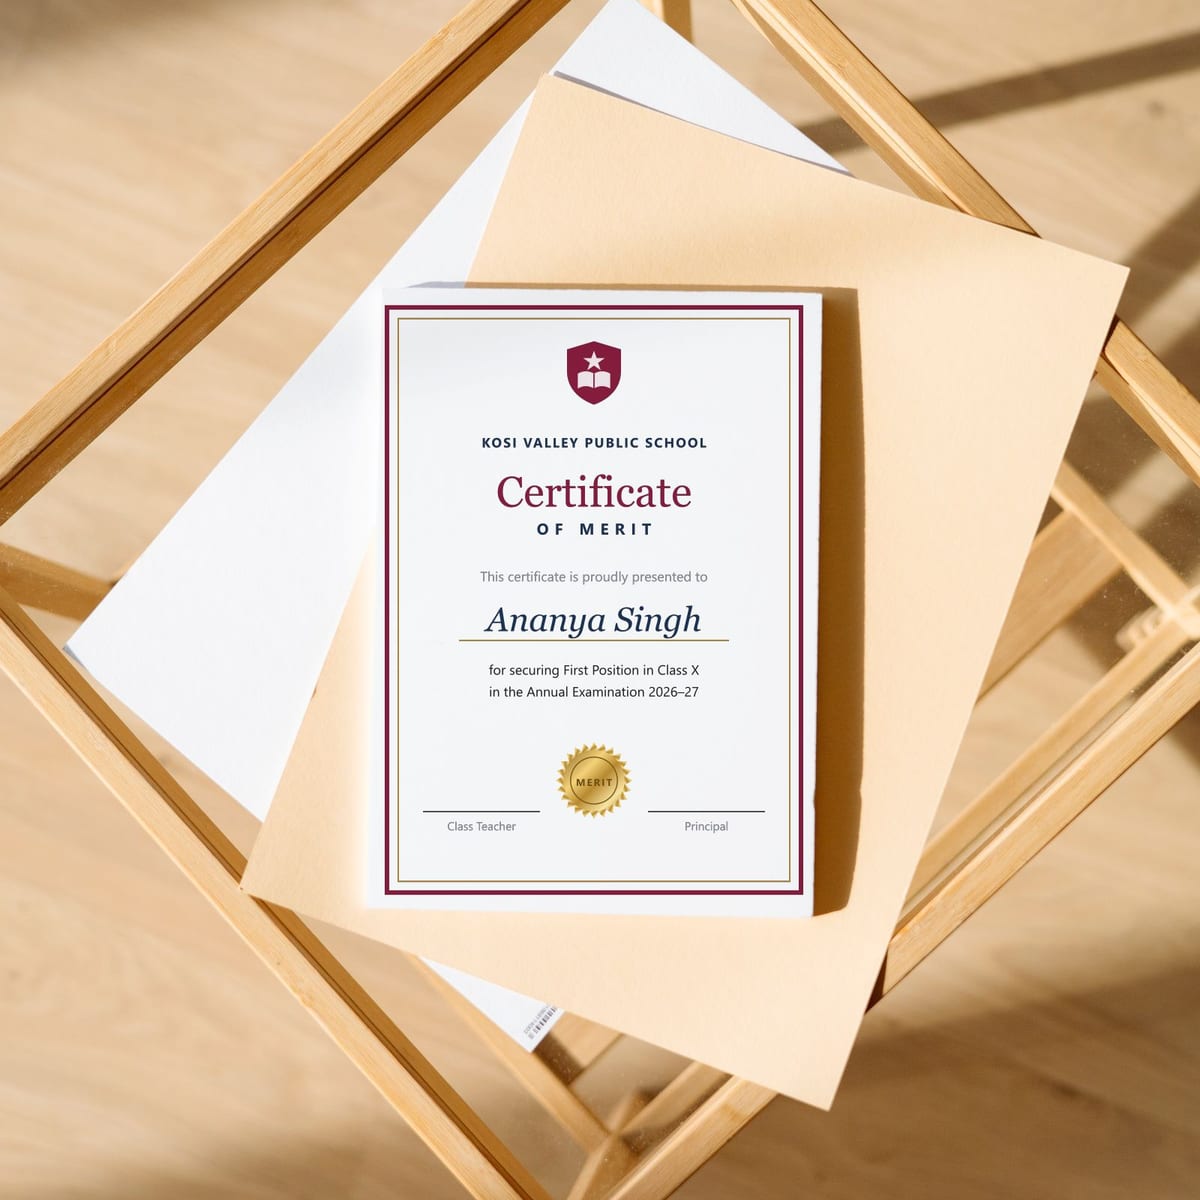 KOSI VALLEY PUBLIC SCHOOL
Certificate
OF MERIT
This certificate is proudly presented to
Ananya Singh
for securing First Position in Class X
in the Annual Examination 2026–27
MERIT
Class Teacher
Principal